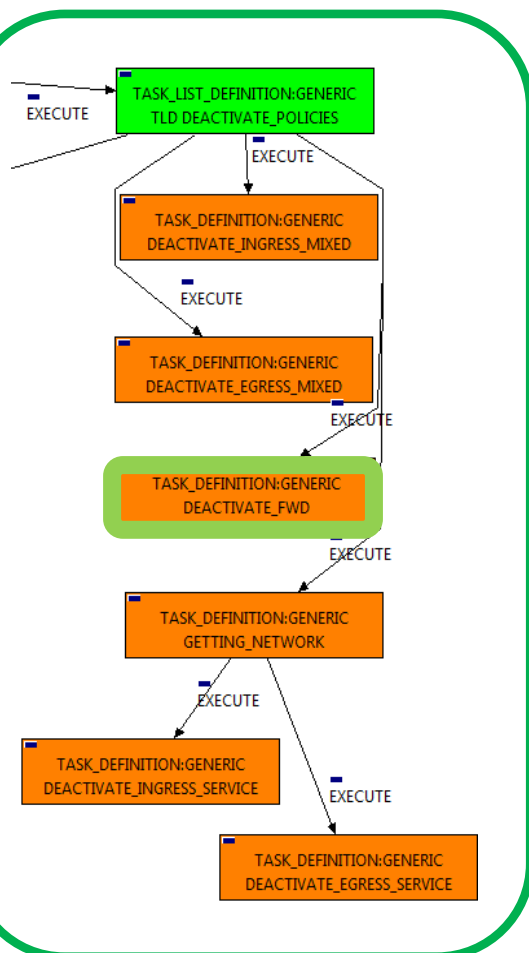 EXECUTE
TASK_LIST_DEFINITION:GENERIC
TLD DEACTIVATE_POLICIES
EXECUTE
TASK_DEFINITION:GENERIC
DEACTIVATE_INGRESS_MIXED
EXECUTE
TASK_DEFINITION:GENERIC
DEACTIVATE_EGRESS_MIXED
EXECUTE
TASK_DEFINITION:GENERIC
DEACTIVATE_FWD
EXECUTE
TASK_DEFINITION:GENERIC
GETTING_NETWORK
EXECUTE
TASK_DEFINITION:GENERIC
DEACTIVATE_INGRESS_SERVICE
EXECUTE
TASK_DEFINITION:GENERIC
DEACTIVATE_EGRESS_SERVICE